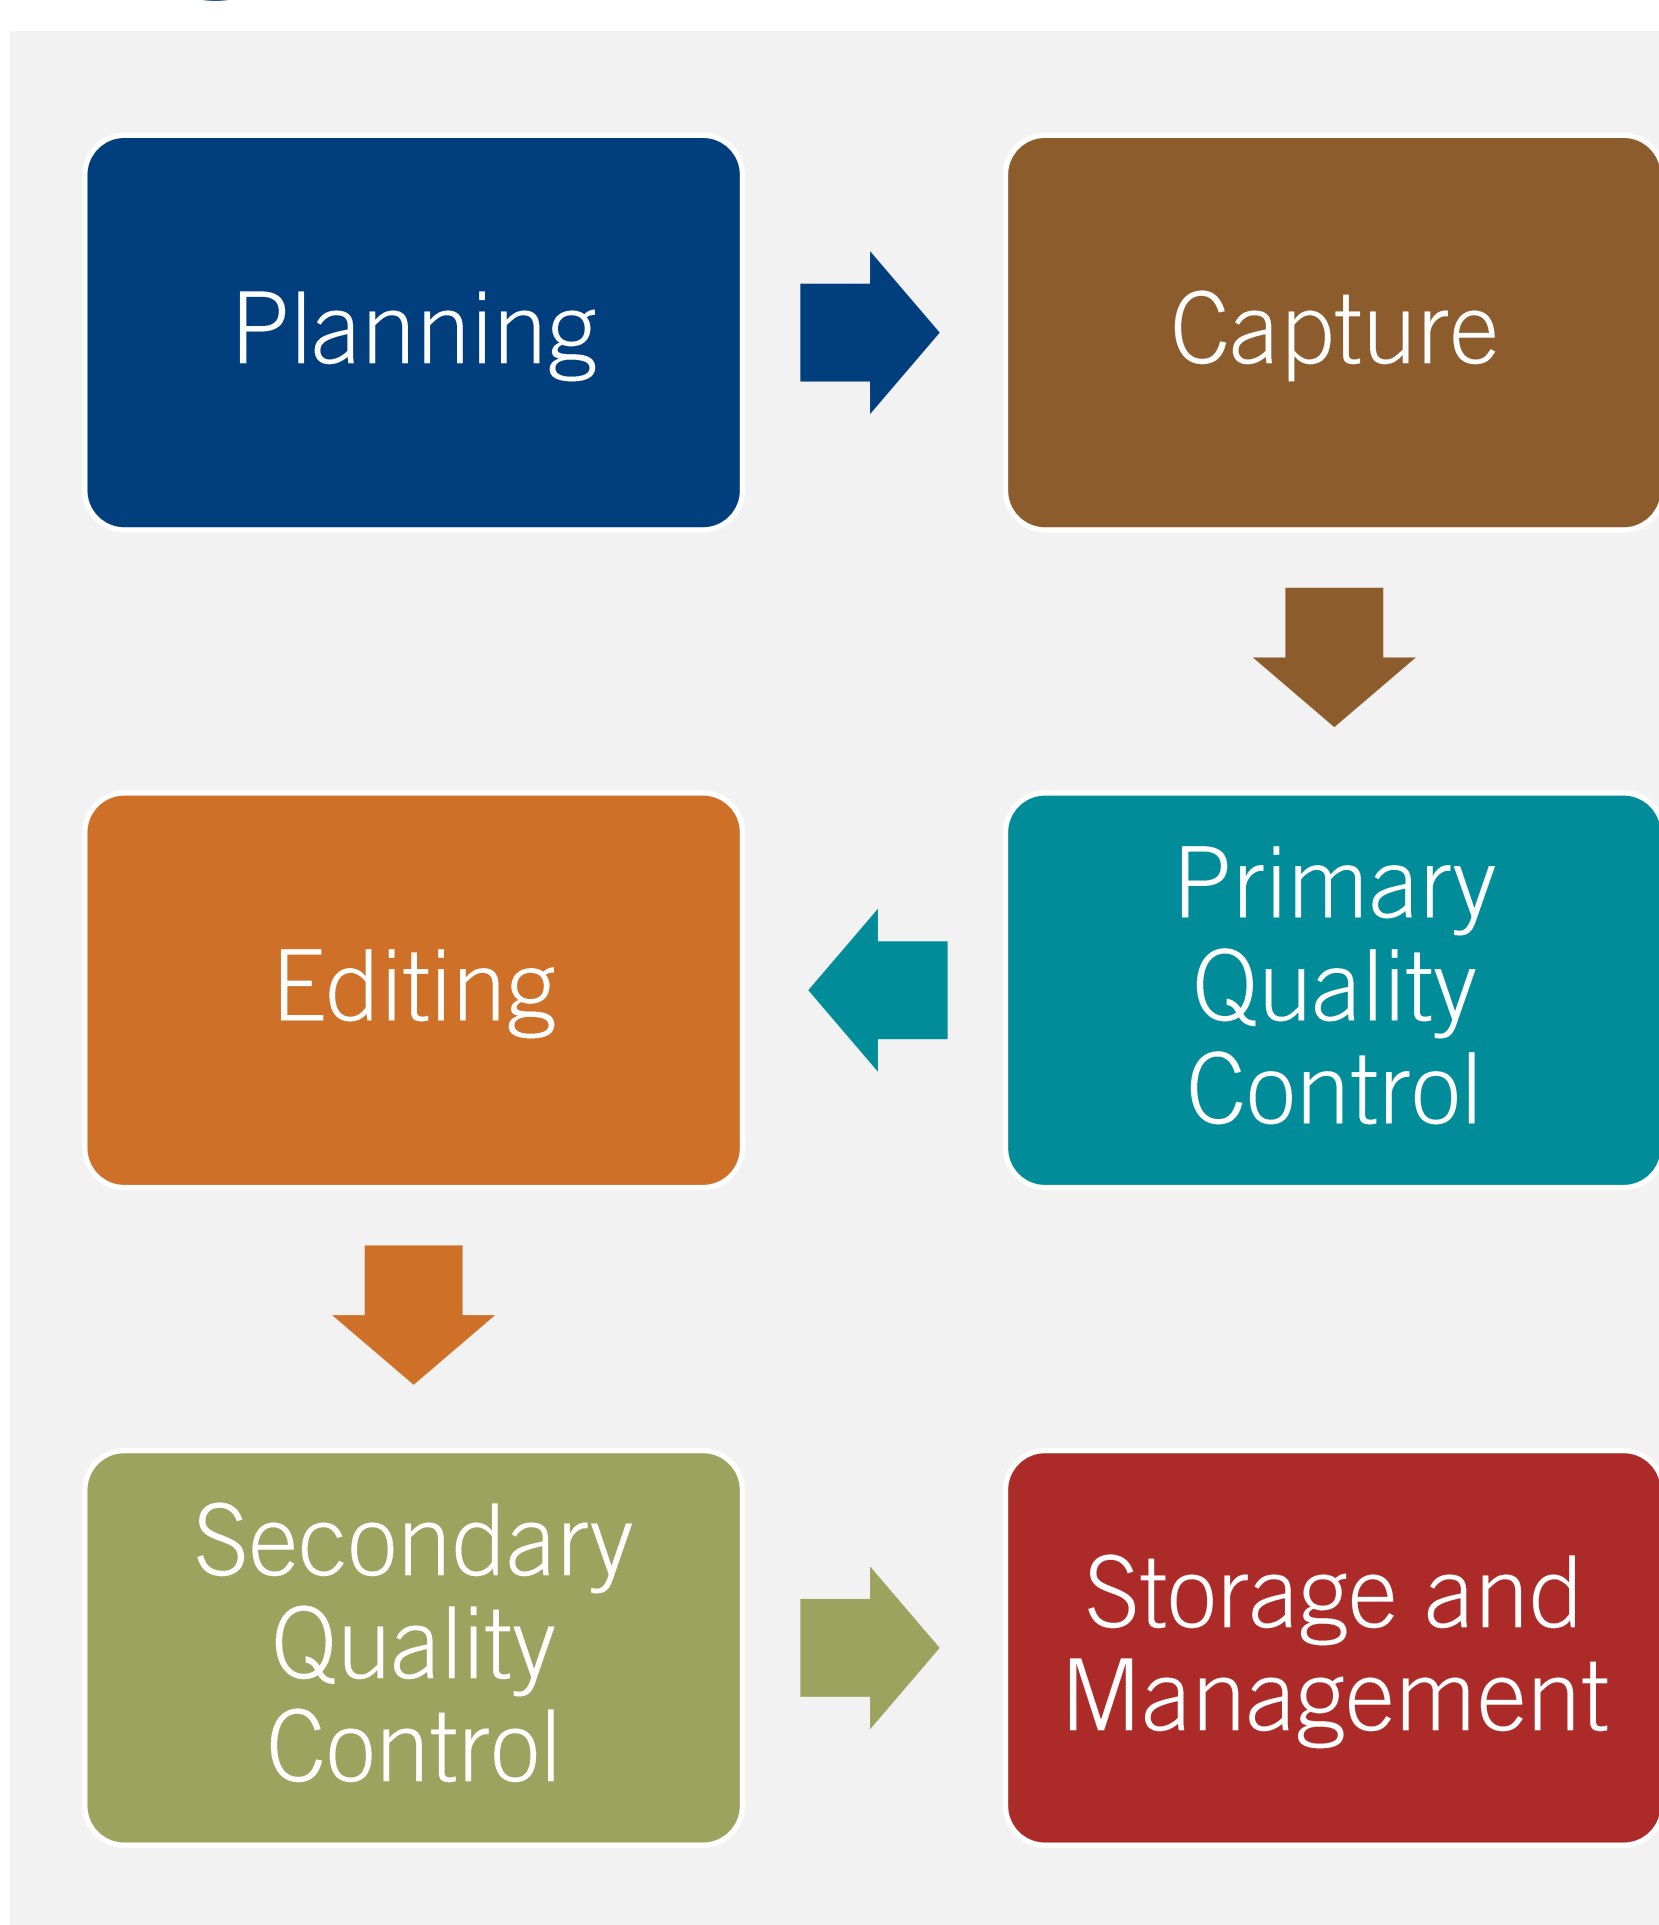 Planning
Capture
Primary
Quality
Control
Editing
Secondary
Quality
Control
Storage and
Management